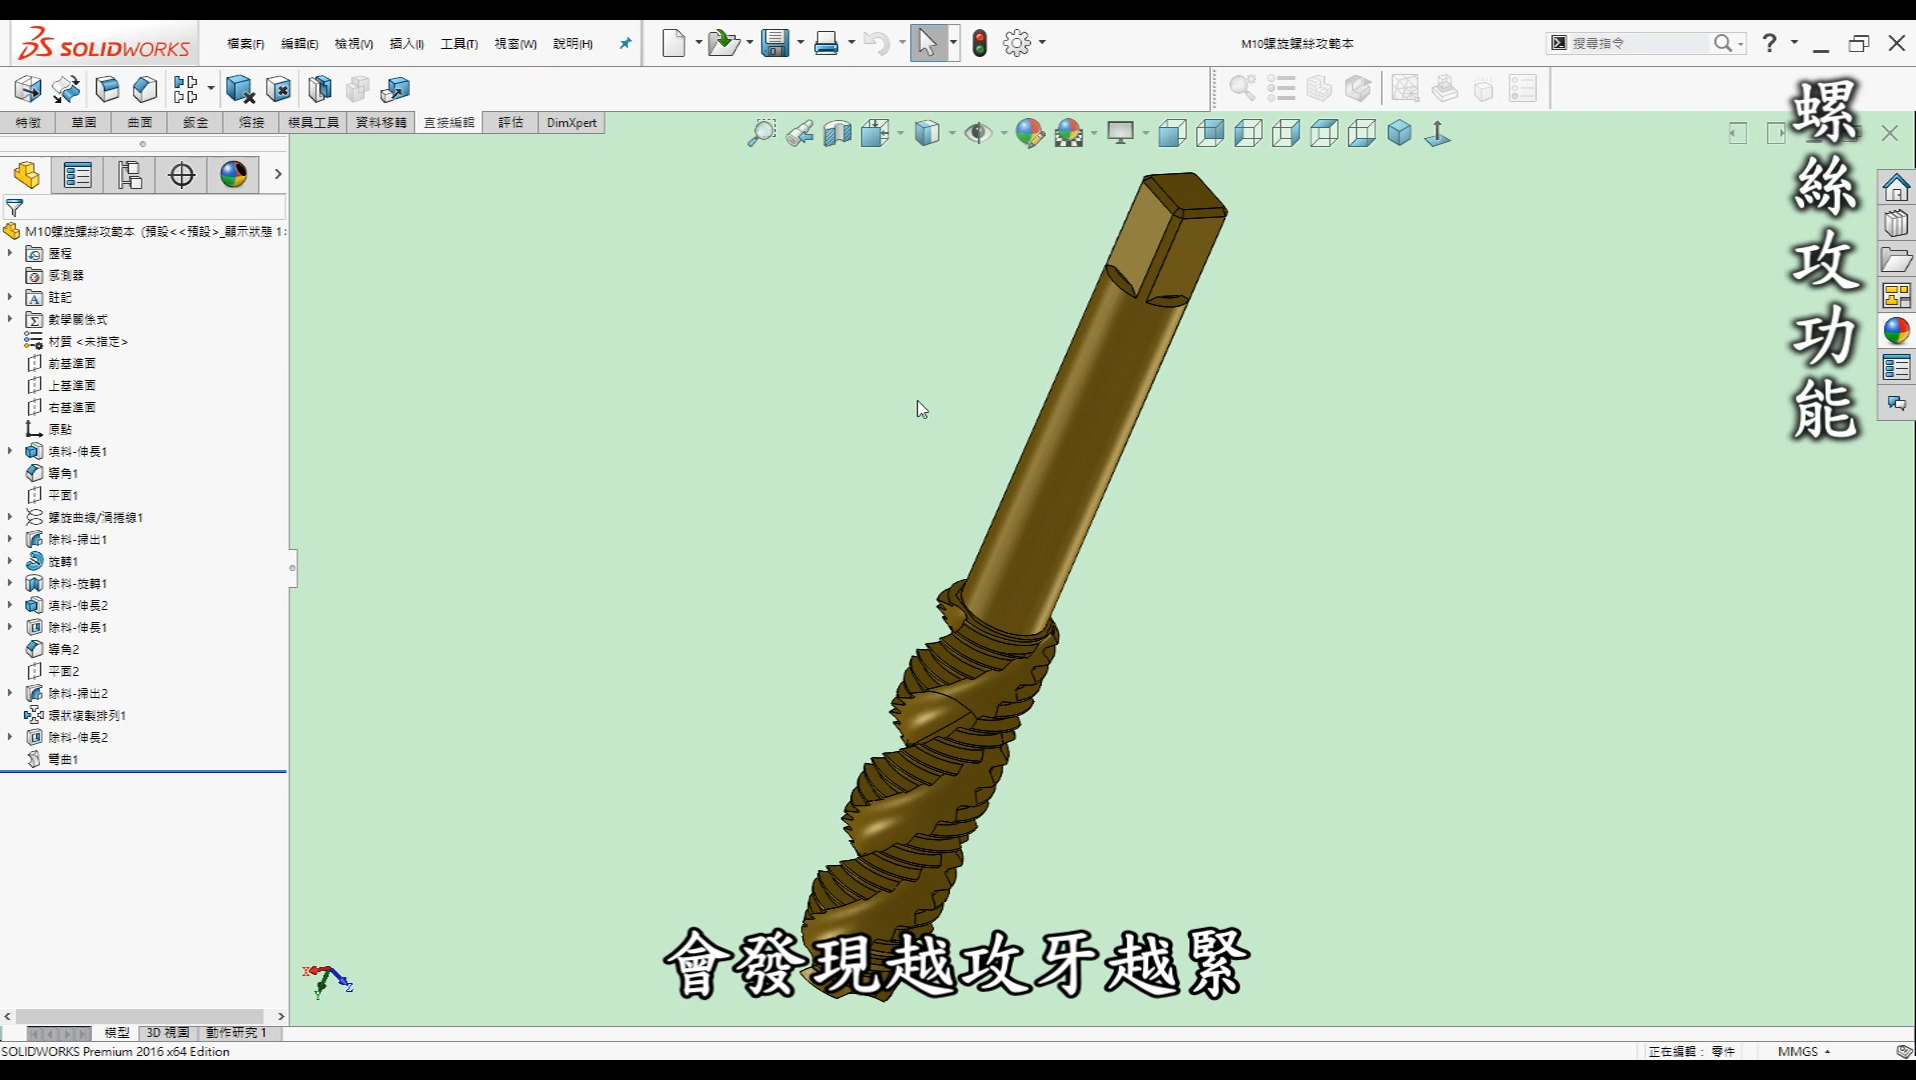 SOLIDWORKS
檔案(F) 編輯(E) 檢視(V) 插入(I) 工具(T) 視窗(W) 說明(H)
M10螺旋螺絲攻範本
搜尋指令
特徵 草圖 曲面 鈑金 熔接 模具工具 資料移轉 直接編輯 評估 DimXpert
M10螺旋螺絲攻範本 (預設<<預設>_顯示狀態 1:
歷程
感測器
註記
數學關係式
材質 <未指定>
前基準面
上基準面
右基準面
原點
填料-伸長1
導角1
平面1
螺旋曲線/渦捲線1
除料-掃出1
旋轉1
除料-旋轉1
填料-伸長2
除料-伸長1
導角2
平面2
除料-掃出2
環狀複製排列1
除料-伸長2
彎曲1
螺絲攻功能
會發現越攻牙越緊
X Y Z
模型 3D 視圖 動作研究 1
SOLIDWORKS Premium 2016 x64 Edition
正在編輯： 零件
MMGS